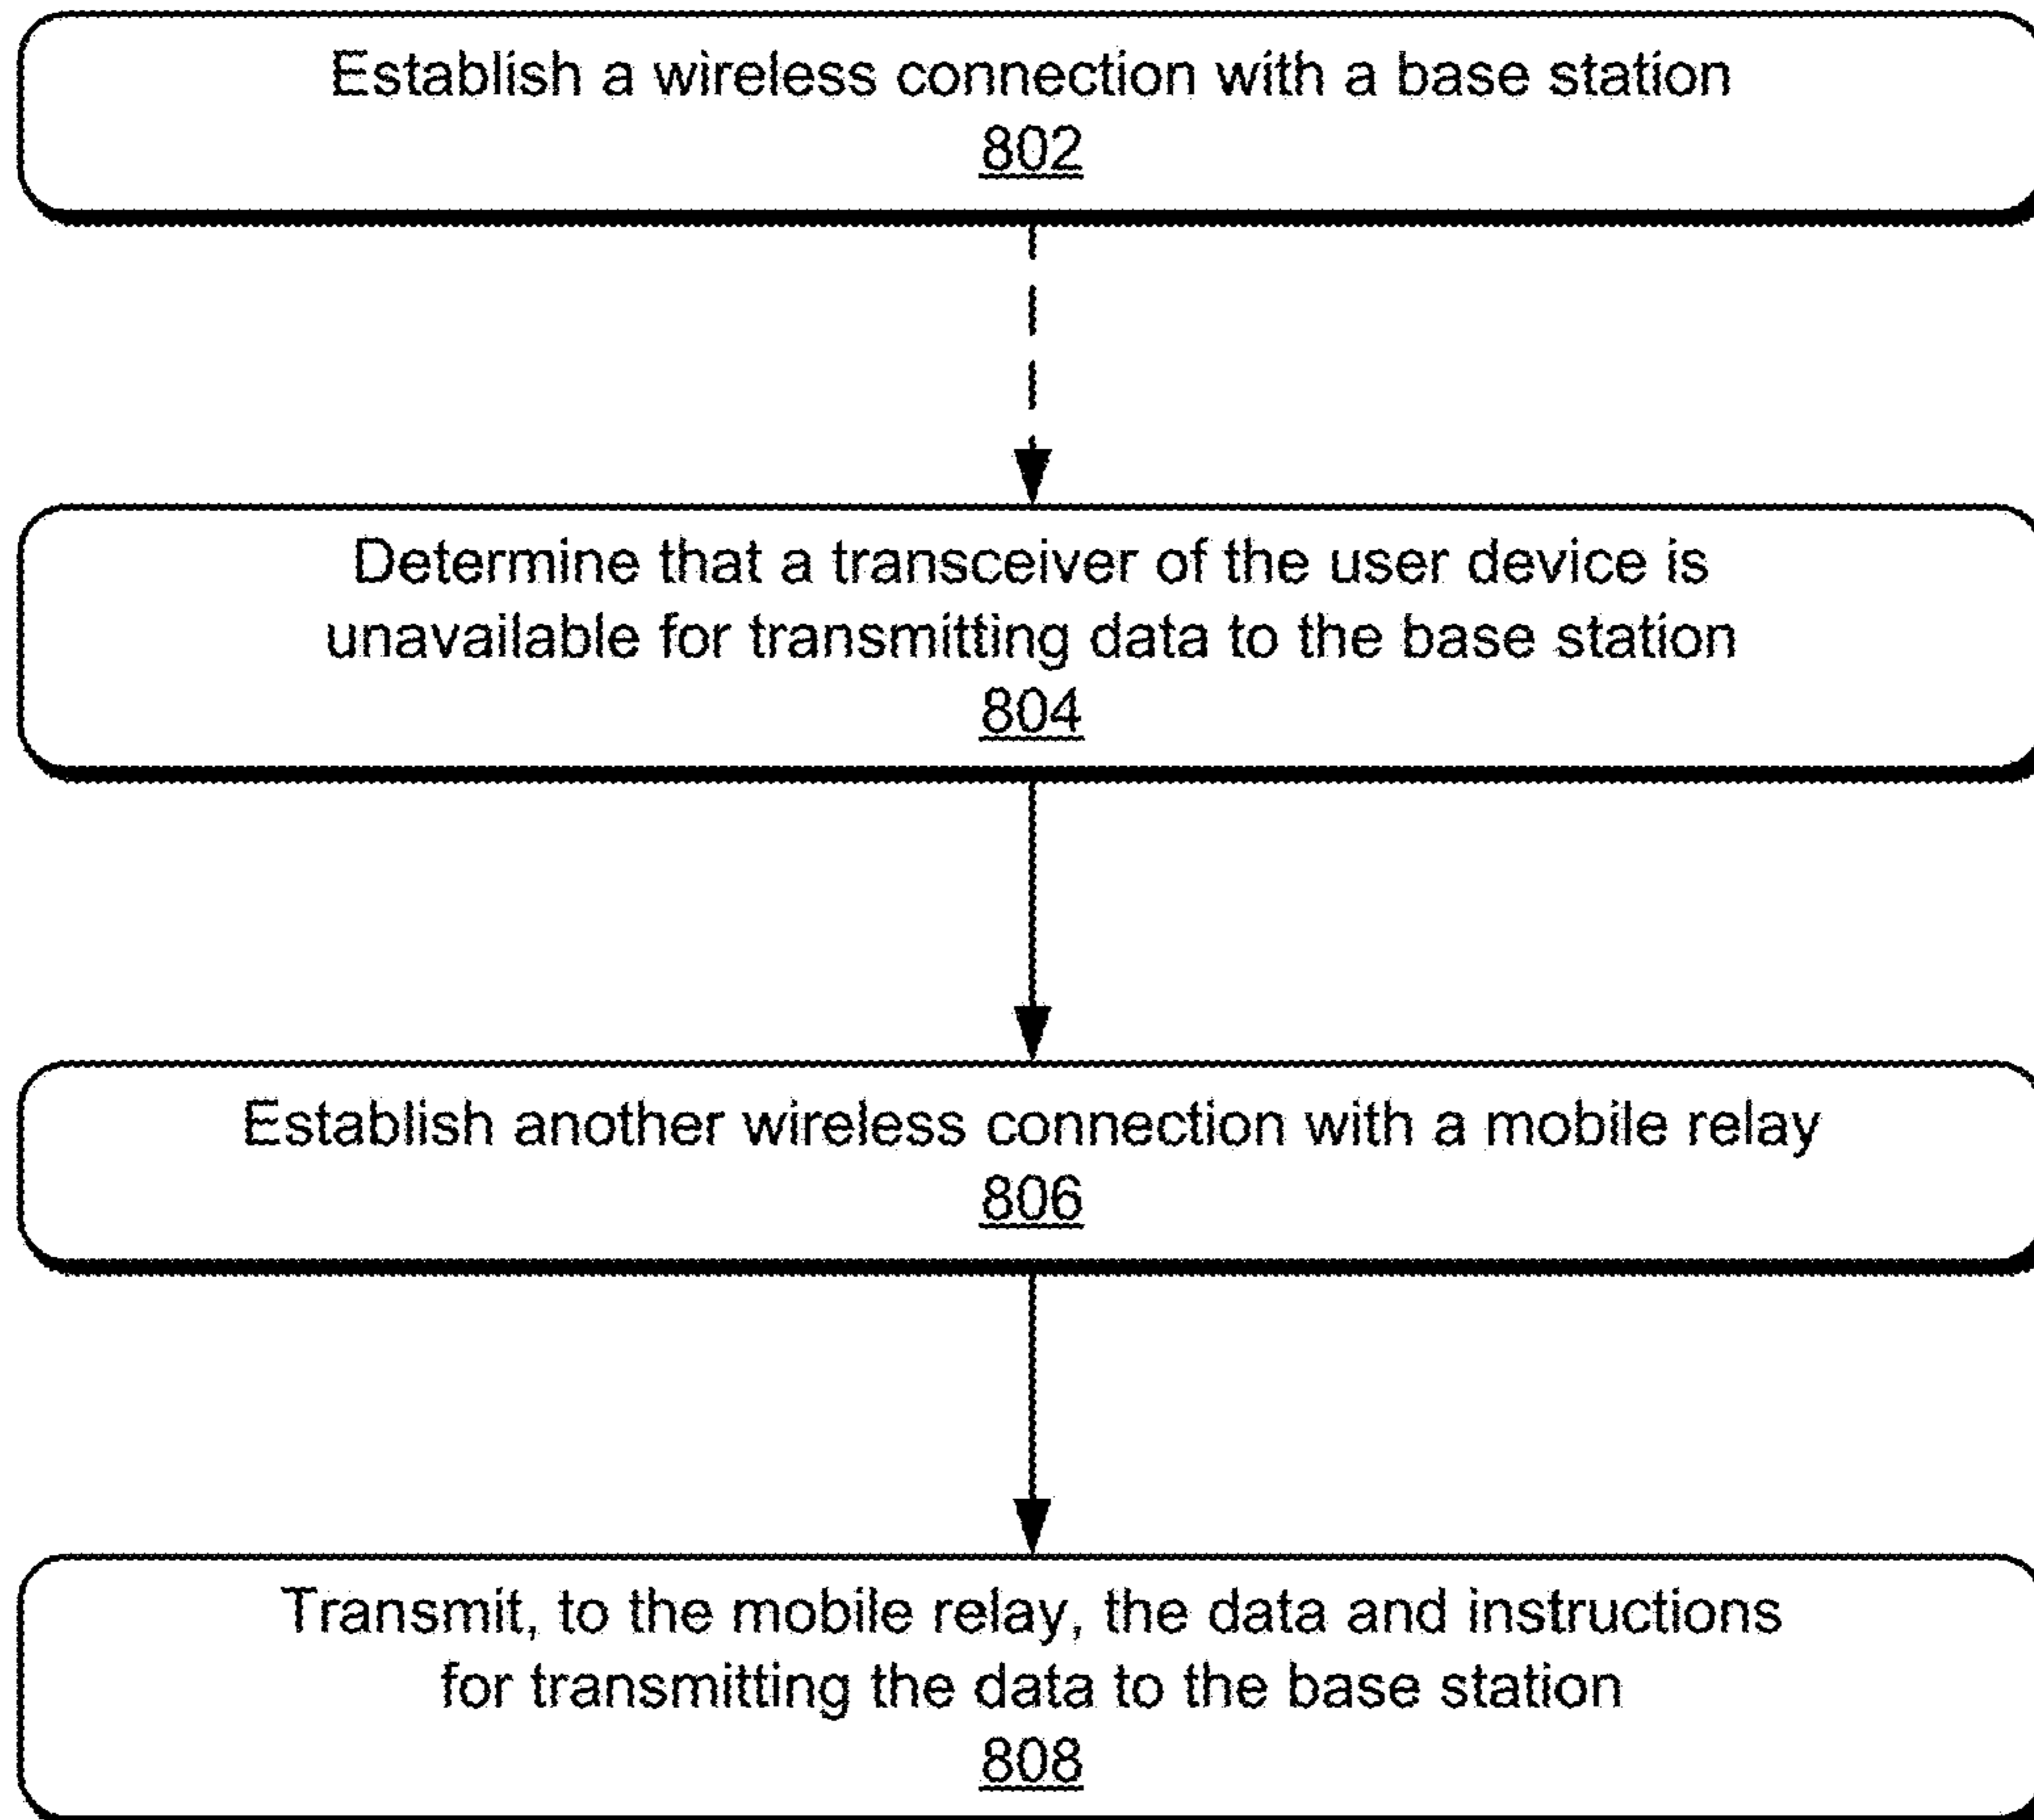 Establish a wireless connection with a base station
802
Determine that a transceiver of the user device is
unavailable for transmitting data to the base station
804
Establish another wireless connection with a mobile relay
806
Transmit, to the mobile relay, the data and instructions
for transmitting the data to the base station
808